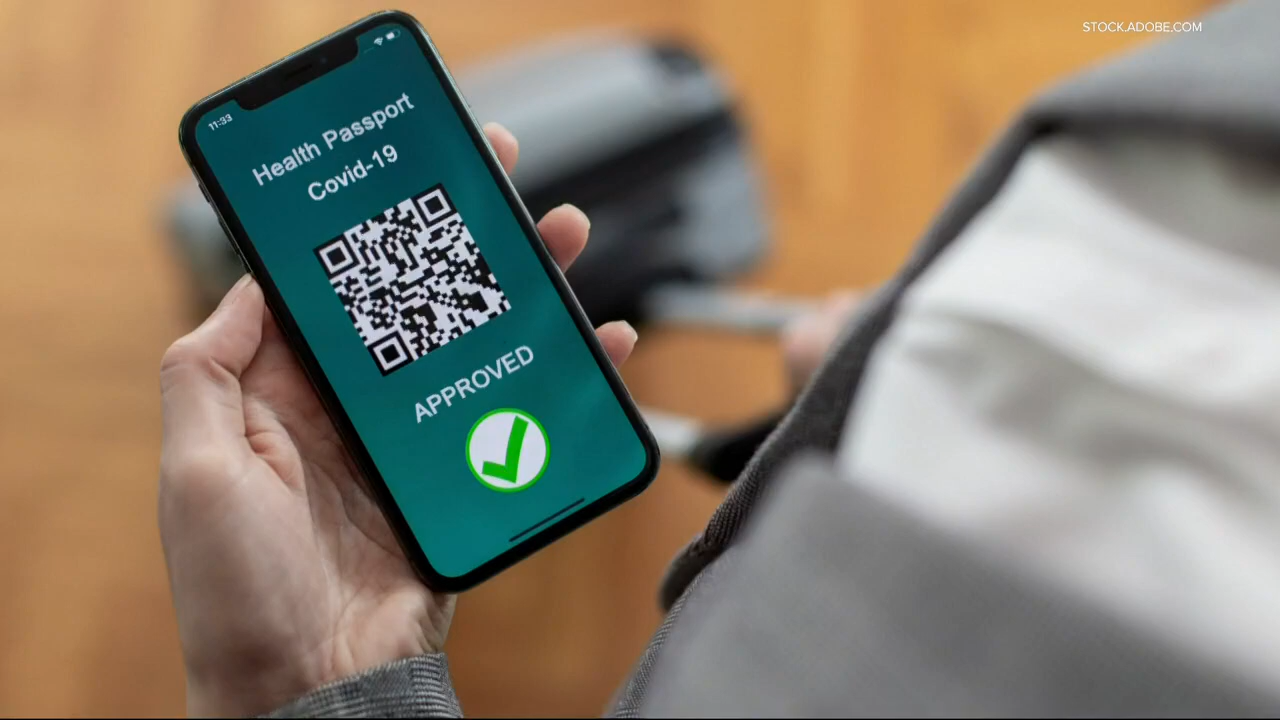 STOCK.ADOBE.COM
11:33
Health Passport
Covid-19
APPROVED